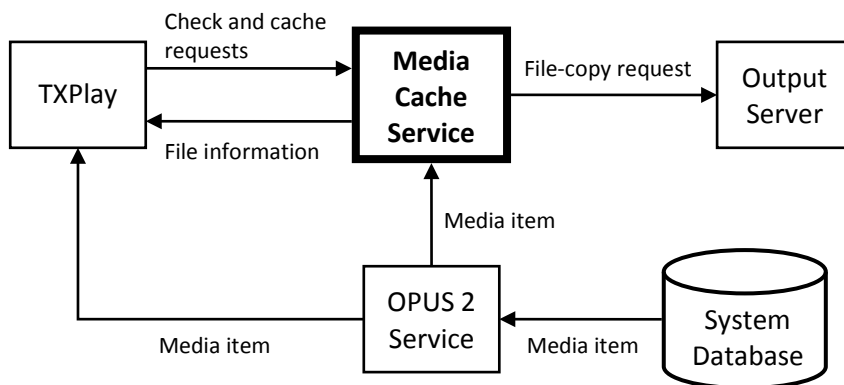 Check and cache
requests
TXPlay
Media
Cache
Service
File-copy request
Output
Server
File information
Media item
OPUS 2
Service
System
Database
Media item
Media item